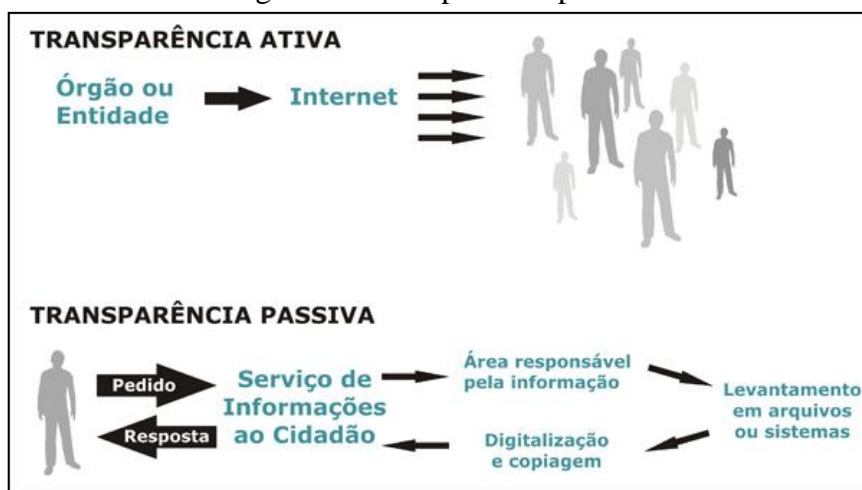 TRANSPARÊNCIA ATIVA
Órgão ou
Entidade
Internet
TRANSPARÊNCIA PASSIVA
Pedido
Resposta
Serviço de
Informações
ao Cidadão
Área responsável
pela informação
Levantamento
em arquivos
ou sistemas
Digitalização
e copiagem